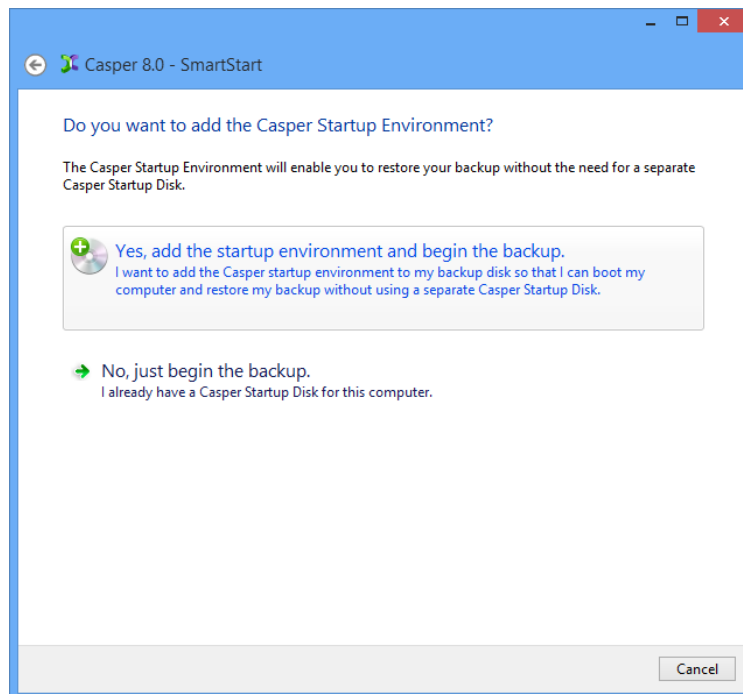 Casper 8.0 - SmartStart
Do you want to add the Casper Startup Environment?
The Casper Startup Environment will enable you to restore your backup without the need for a separate
Casper Startup Disk.
Yes, add the startup environment and begin the backup.
I want to add the Casper startup environment to my backup disk so that I can boot my
computer and restore my backup without using a separate Casper Startup Disk.
No, just begin the backup.
I already have a Casper Startup Disk for this computer.
Cancel